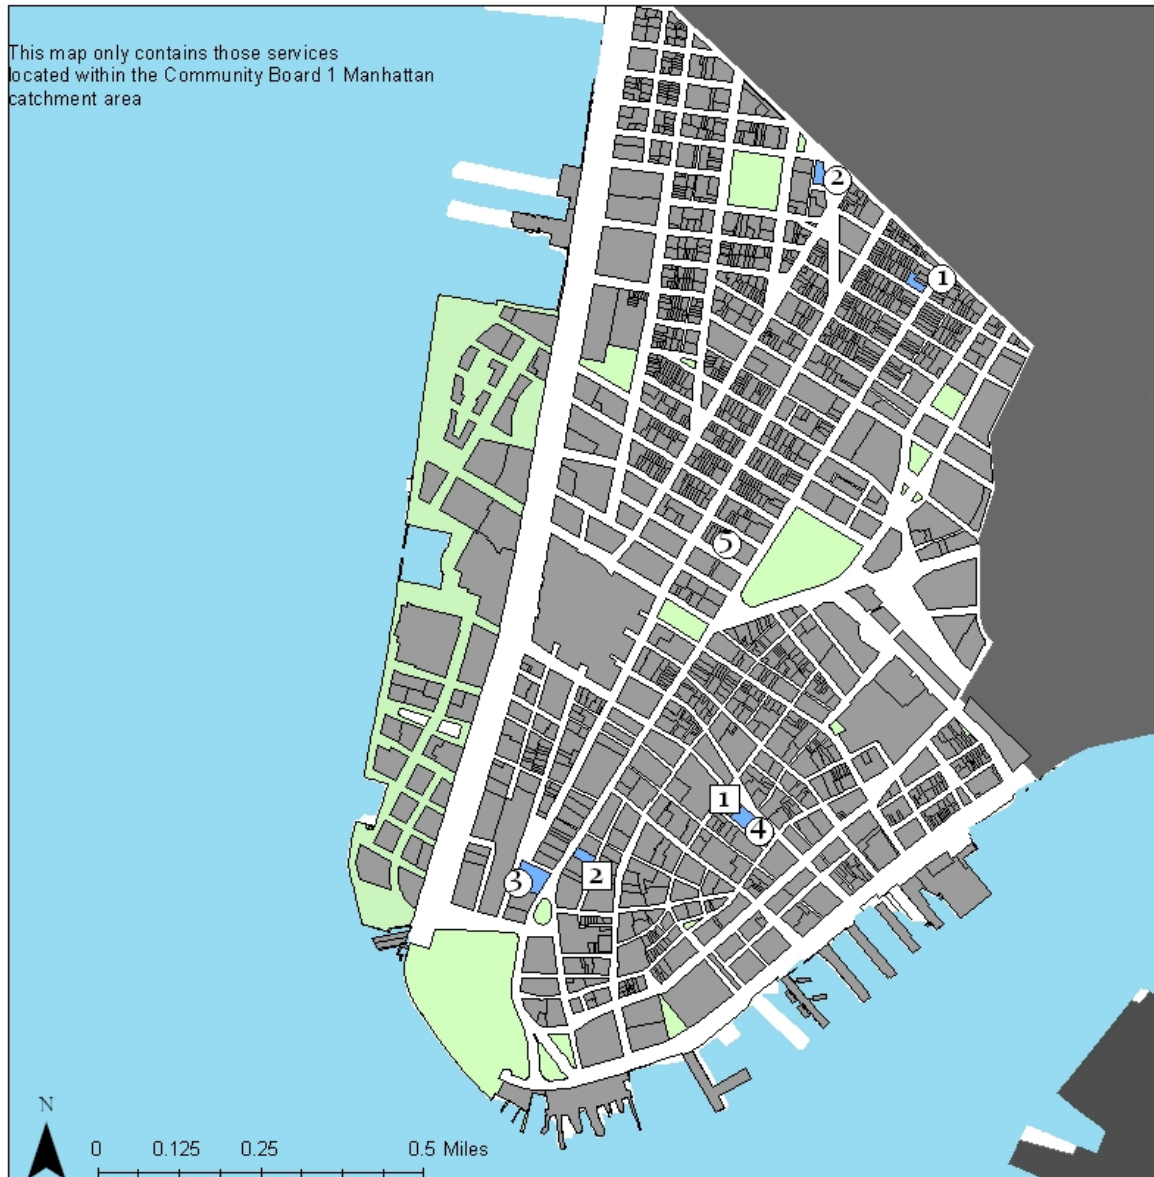 This map only contains those services
located within the Community Board 1 Manhattan
catchment area
2
1
5
1
4
3
2
N
0 0.125 0.25 0.5 Miles